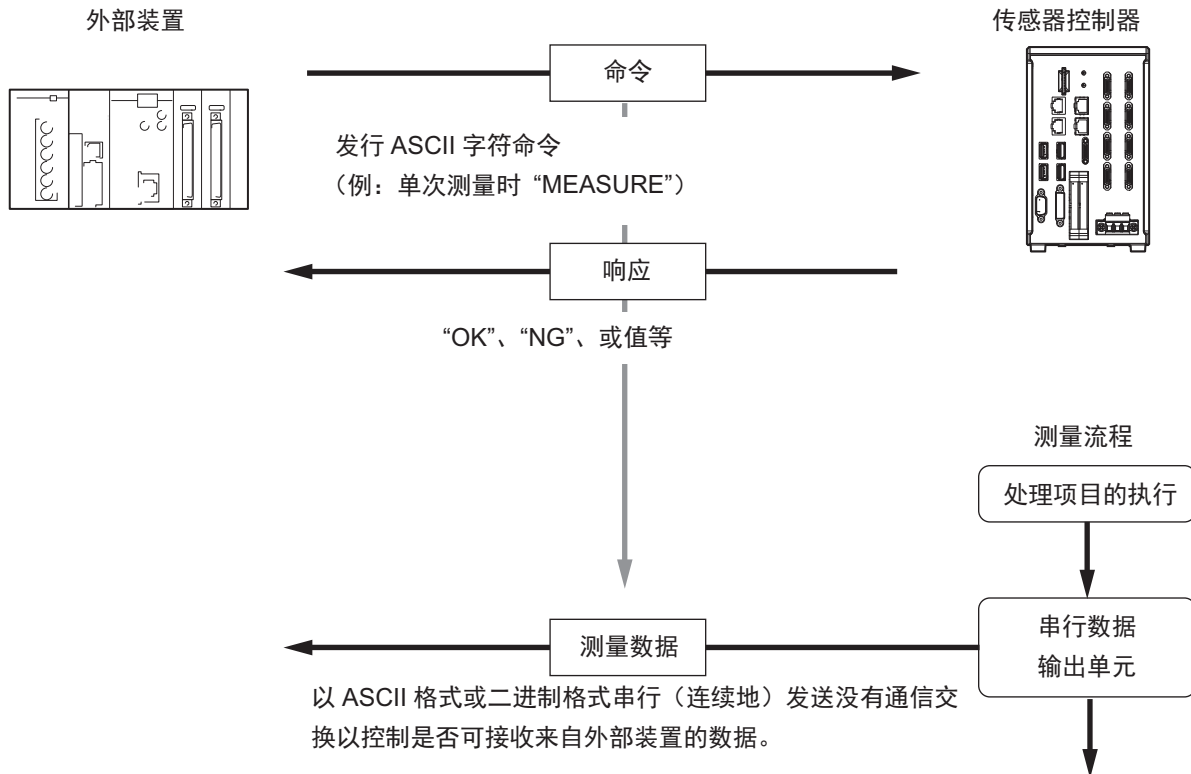 外部装置
传感器控制器
命令
发行 ASCII 字符命令
（例：单次测量时 “MEASURE”）
响应
“OK”、“NG”、或值等
测量流程
处理项目的执行
串行数据
输出单元
测量数据
以 ASCII 格式或二进制格式串行（连续地）发送没有通信交
换以控制是否可接收来自外部装置的数据。